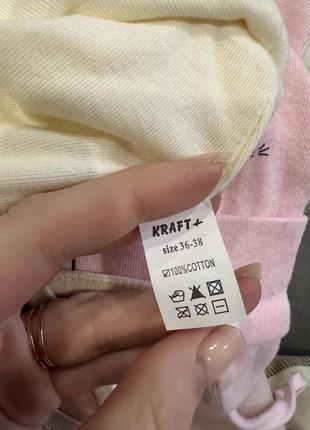 KRAFT+
size 36-38
☑100%COTTON